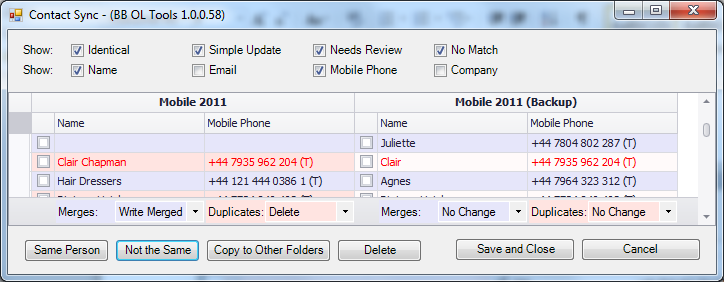 Contact Sync - (BB OL Tools 1.0.0.58)
Show: Identical Simple Update Needs Review No Match
Show: Name Email Mobile Phone Company
Mobile 2011 Mobile 2011 (Backup)
Name Mobile Phone Name Mobile Phone
Juliette +44 7804 802 287 (T)
Clair Chapman +44 7935 962 204 (T) Clair +44 7935 962 204 (T)
Hair Dressers +44 121 444 0386 1 (T) Agnes +44 7964 323 312 (T)
Merges: Write Merged Duplicates: Delete Merges: No Change Duplicates: No Change
Same Person Not the Same Copy to Other Folders Delete Save and Close Cancel